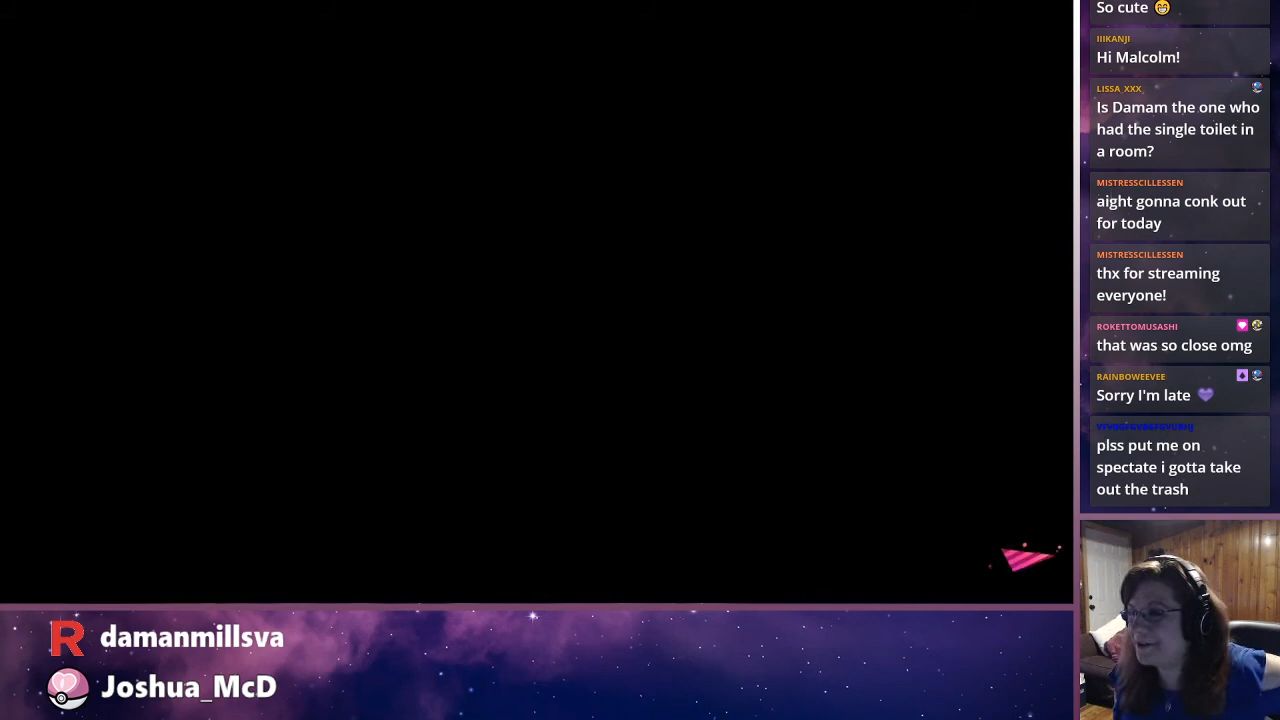 So cute
IIIKANJI
Hi Malcolm!
LISSA_XXX_
Is Damam the one who
had the single toilet in
a room?
MISTRESSCILLESSEN
aight gonna conk out
for today
MISTRESSCILLESSEN
thx for streaming
everyone!
ROKETTOMUSASHI
that was so close omg
RAINBOWEEVEE
Sorry I'm late
plss put me on
spectate i gotta take
out the trash
R damanmillsva
Joshua_McD